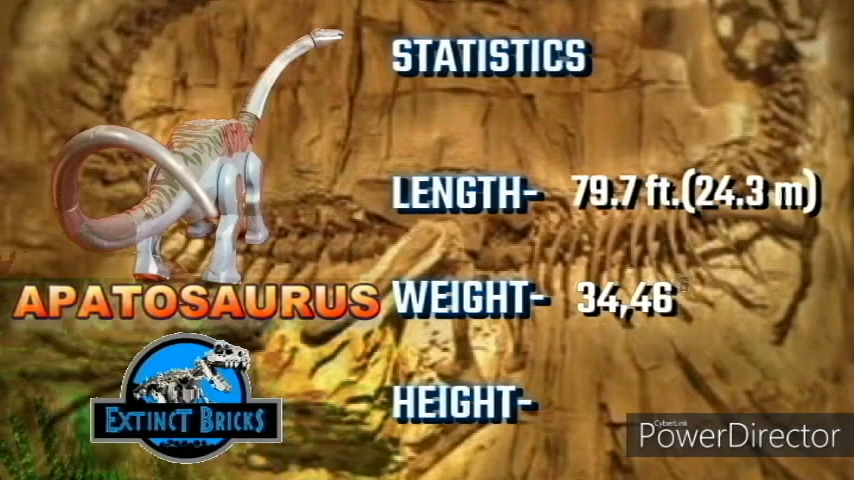 STATISTICS
LENGTH- 79.7 ft.(24.3 m)
APATOSAURUS
WEIGHT- 34,46
EXTINCT BRICKS
HEIGHT-
CyberLink
PowerDirector